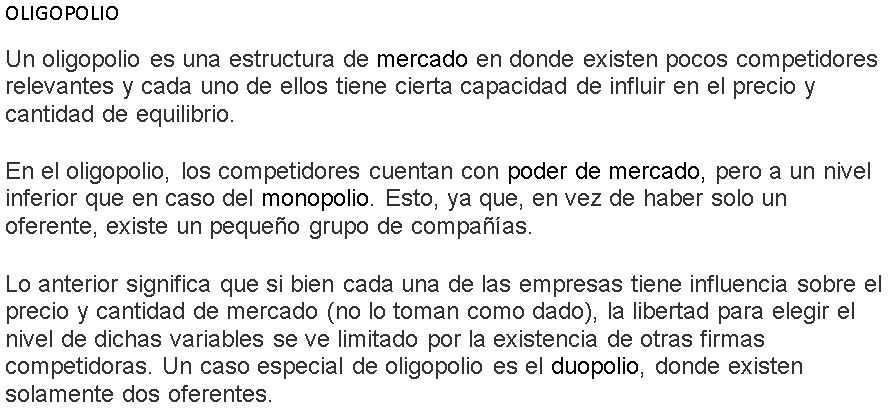 OLIGOPOLIO
Un oligopolio es una estructura de mercado en donde existen pocos competidores
relevantes y cada uno de ellos tiene cierta capacidad de influir en el precio y
cantidad de equilibrio.
En el oligopolio, los competidores cuentan con poder de mercado, pero a un nivel
inferior que en caso del monopolio. Esto, ya que, en vez de haber solo un
oferente, existe un pequeño grupo de compañías.
Lo anterior significa que si bien cada una de las empresas tiene influencia sobre el
precio y cantidad de mercado (no lo toman como dado), la libertad para elegir el
nivel de dichas variables se ve limitado por la existencia de otras firmas
competidoras. Un caso especial de oligopolio es el duopolio, donde existen
solamente dos oferentes.